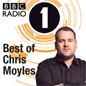 BBC RADIO
1
Best of
Chris
Moyles